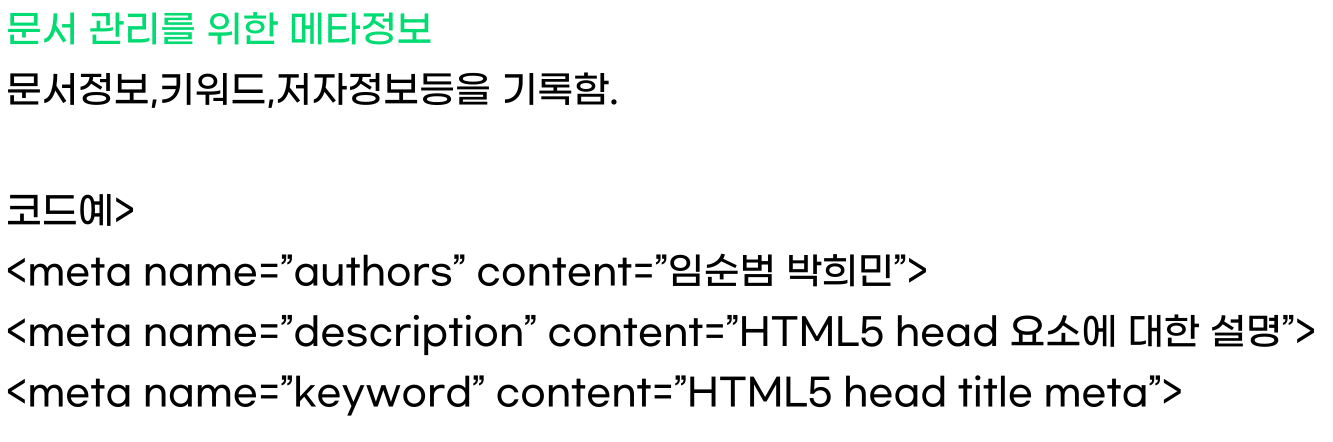 문서 관리를 위한 메타정보
문서정보,키워드,저자정보등을 기록함.
코드예>
<meta name=”authors” content=”임순범 박희민”>
<meta name=”description” content=”HTML5 head 요소에 대한 설명”>
<meta name=”keyword” content=”HTML5 head title meta”>